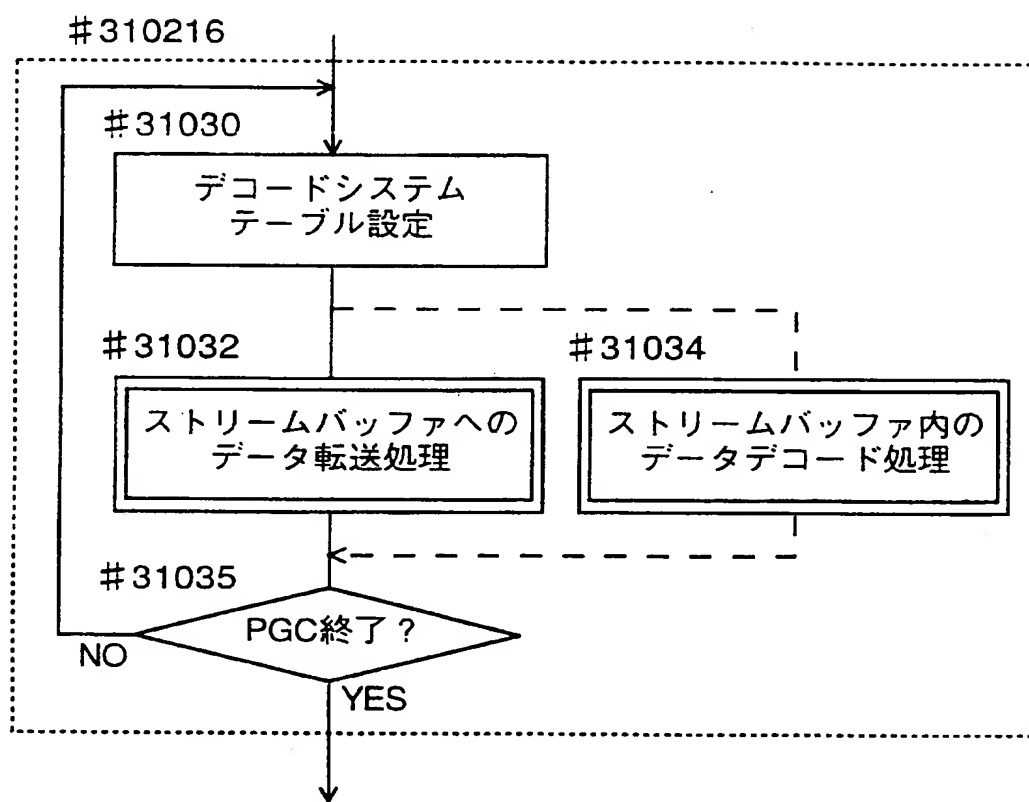 #310216
#31030
デコードシステム
テーブル設定
#31032
#31034
ストリームバッファへの
データ転送処理
ストリームバッファ内の
データデコード処理
#31035
PGC終了?
NO
YES